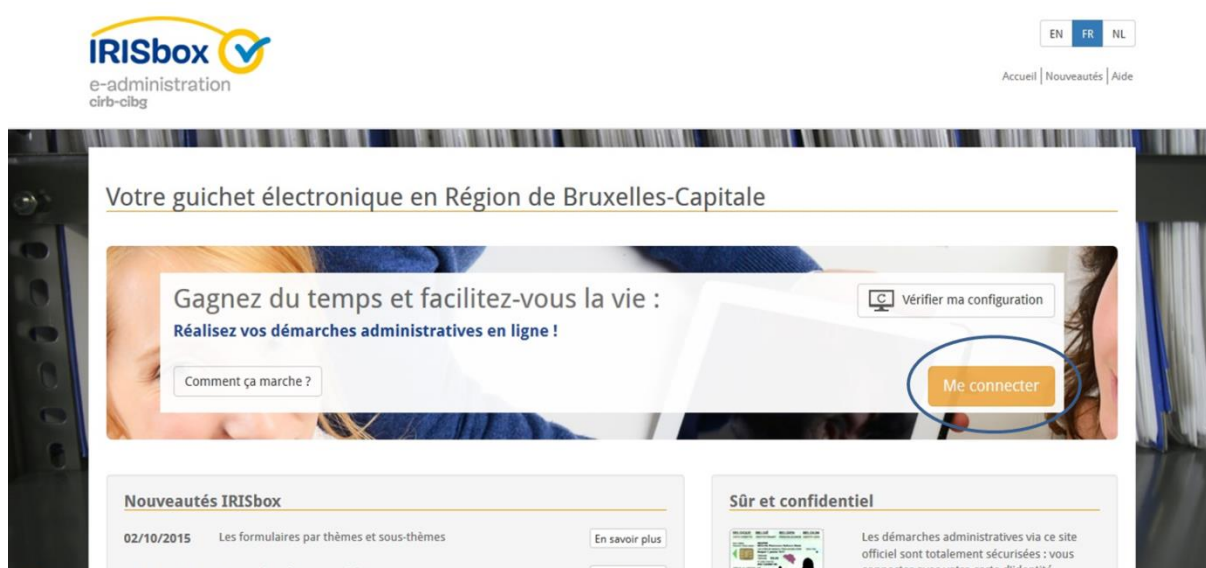 IRISbox
e-administration
cirb-cibg
EN FR NL
Accueil | Nouveautés | Aide
Votre guichet électronique en Région de Bruxelles-Capitale
Gagnez du temps et facilitez-vous la vie :
Réalisez vos démarches administratives en ligne !
Comment ça marche ?
Vérifier ma configuration
Me connecter
Nouveautés IRISbox
02/10/2015 Les formulaires par thèmes et sous-thèmes En savoir plus
Sûr et confidentiel
Les démarches administratives via ce site
officiel sont totalement sécurisées : vous